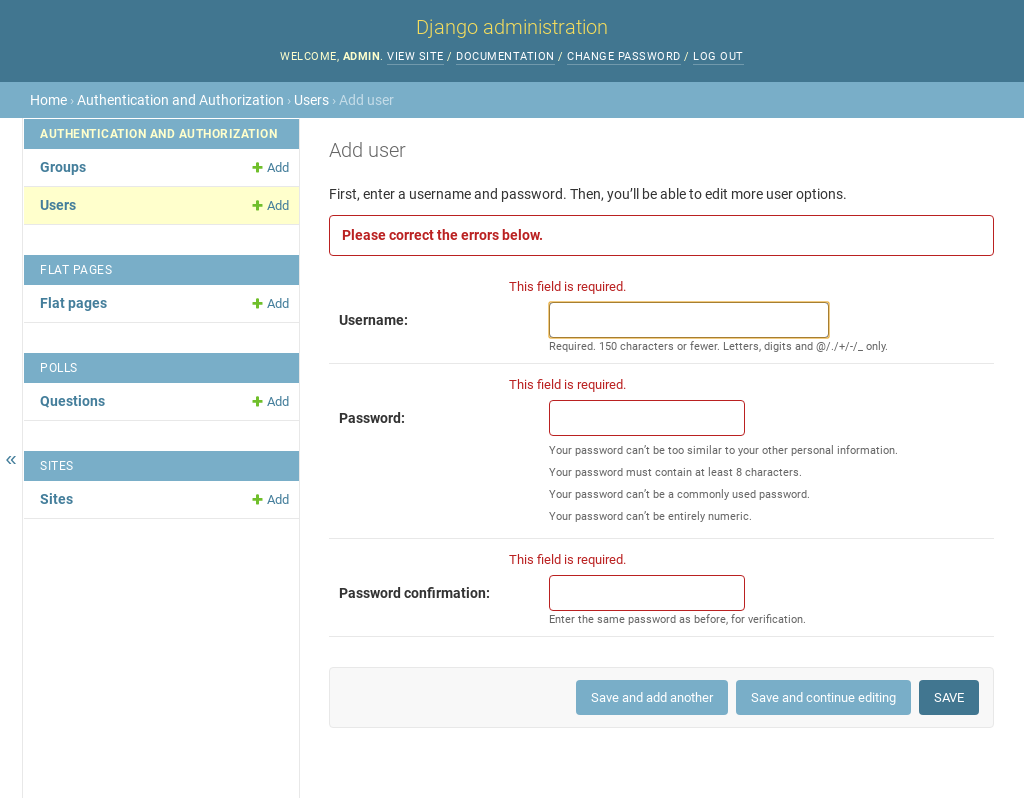 Django administration
WELCOME, ADMIN. VIEW SITE / DOCUMENTATION / CHANGE PASSWORD / LOG OUT
Home › Authentication and Authorization › Users › Add user
AUTHENTICATION AND AUTHORIZATION
Groups Add
Users Add
FLAT PAGES
Flat pages Add
POLLS
Questions Add
«
SITES
Sites Add
Add user
First, enter a username and password. Then, you’ll be able to edit more user options.
Please correct the errors below.
This field is required.
Username:
Required. 150 characters or fewer. Letters, digits and @/./+/-/_ only.
This field is required.
Password:
Your password can’t be too similar to your other personal information.
Your password must contain at least 8 characters.
Your password can’t be a commonly used password.
Your password can’t be entirely numeric.
This field is required.
Password confirmation:
Enter the same password as before, for verification.
Save and add another Save and continue editing SAVE